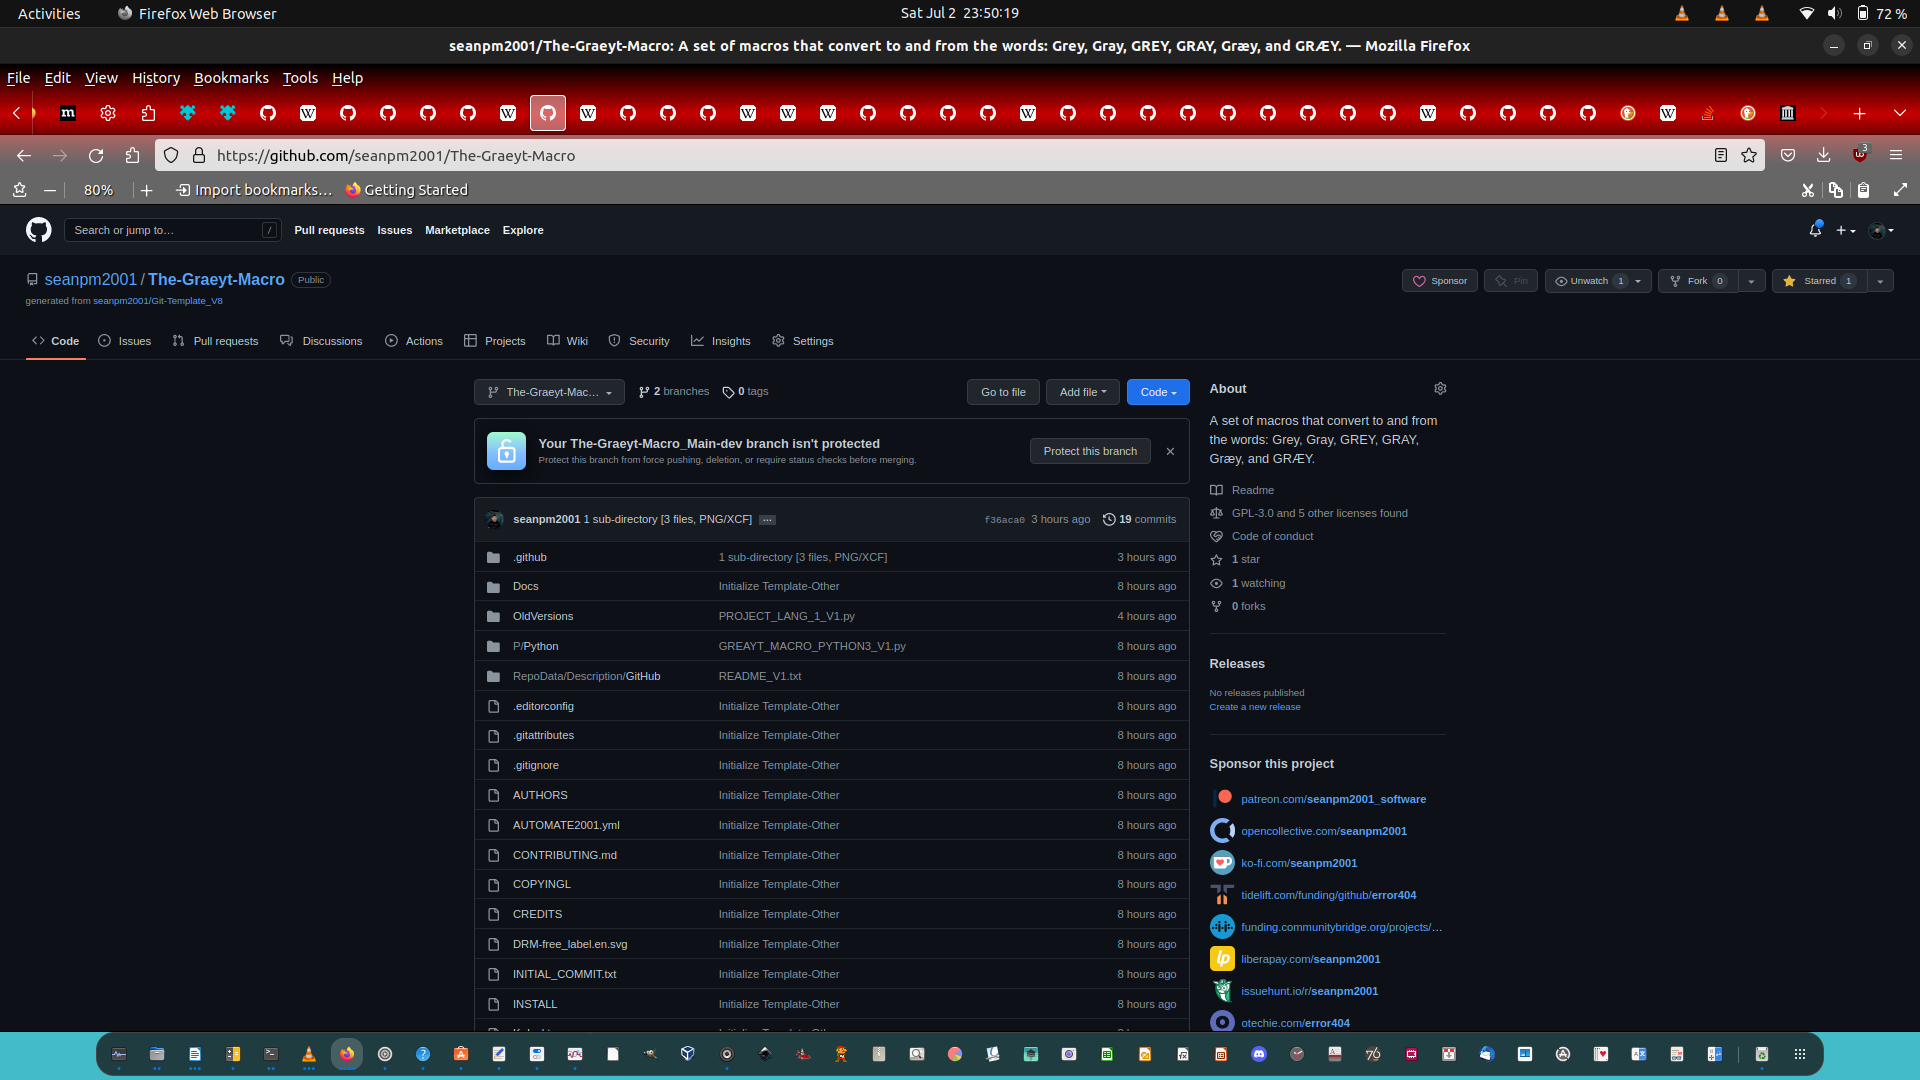 Activities
Firefox Web Browser
Sat Jul 2 23:50:19
72 %
seanpm2001/The-Graeyt-Macro: A set of macros that convert to and from the words: Grey, Gray, GREY, GRAY, Græy, and GRÆY. — Mozilla Firefox
File Edit View History Bookmarks Tools Help
https://github.com/seanpm2001/The-Graeyt-Macro
3
80%
Import bookmarks…
Getting Started
Search or jump to…
/
Pull requests Issues Marketplace Explore
seanpm2001 / The-Graeyt-Macro
Public
generated from seanpm2001/Git-Template_V8
Sponsor
Pin
Unwatch 1
Fork 0
Starred 1
Code
Issues
Pull requests
Discussions
Actions
Projects
Wiki
Security
Insights
Settings
The-Graeyt-Mac…
2 branches
0 tags
Go to file
Add file
Code
Your The-Graeyt-Macro_Main-dev branch isn't protected
Protect this branch from force pushing, deletion, or require status checks before merging.
Protect this branch
seanpm2001 1 sub-directory [3 files, PNG/XCF] …
f36aca0 3 hours ago
19 commits
.github 1 sub-directory [3 files, PNG/XCF] 3 hours ago
Docs Initialize Template-Other 8 hours ago
OldVersions PROJECT_LANG_1_V1.py 4 hours ago
P/Python GREAYT_MACRO_PYTHON3_V1.py 8 hours ago
RepoData/Description/GitHub README_V1.txt 8 hours ago
.editorconfig Initialize Template-Other 8 hours ago
.gitattributes Initialize Template-Other 8 hours ago
.gitignore Initialize Template-Other 8 hours ago
AUTHORS Initialize Template-Other 8 hours ago
AUTOMATE2001.yml Initialize Template-Other 8 hours ago
CONTRIBUTING.md Initialize Template-Other 8 hours ago
COPYINGL Initialize Template-Other 8 hours ago
CREDITS Initialize Template-Other 8 hours ago
DRM-free_label.en.svg Initialize Template-Other 8 hours ago
INITIAL_COMMIT.txt Initialize Template-Other 8 hours ago
INSTALL Initialize Template-Other 8 hours ago
About
A set of macros that convert to and from
the words: Grey, Gray, GREY, GRAY,
Græy, and GRÆY.
Readme
GPL-3.0 and 5 other licenses found
Code of conduct
1 star
1 watching
0 forks
Releases
No releases published
Create a new release
Sponsor this project
patreon.com/seanpm2001_software
opencollective.com/seanpm2001
ko-fi.com/seanpm2001
tidelift.com/funding/github/error404
funding.communitybridge.org/projects/…
liberapay.com/seanpm2001
issuehunt.io/r/seanpm2001
otechie.com/error404